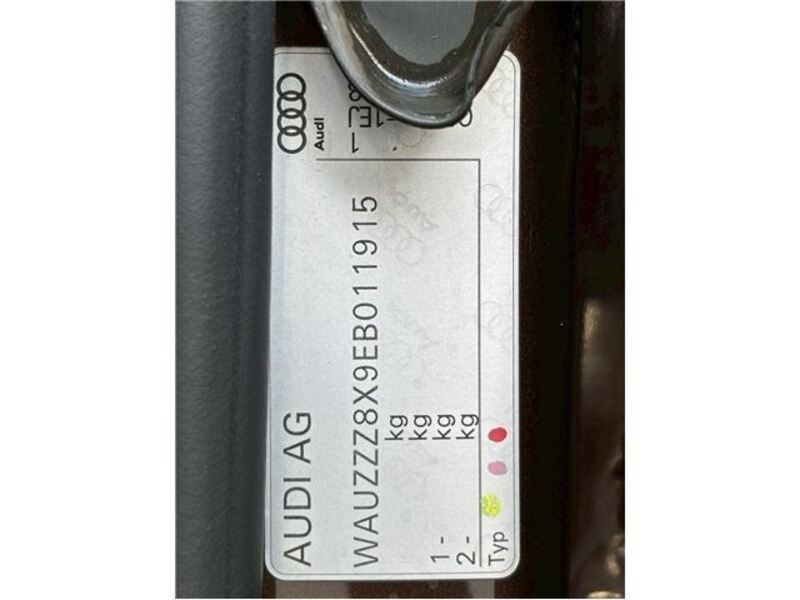 AUDI AG
Audi
WAUZZZ8X9EB011915
kg
kg
1 - kg
2 - kg
Typ